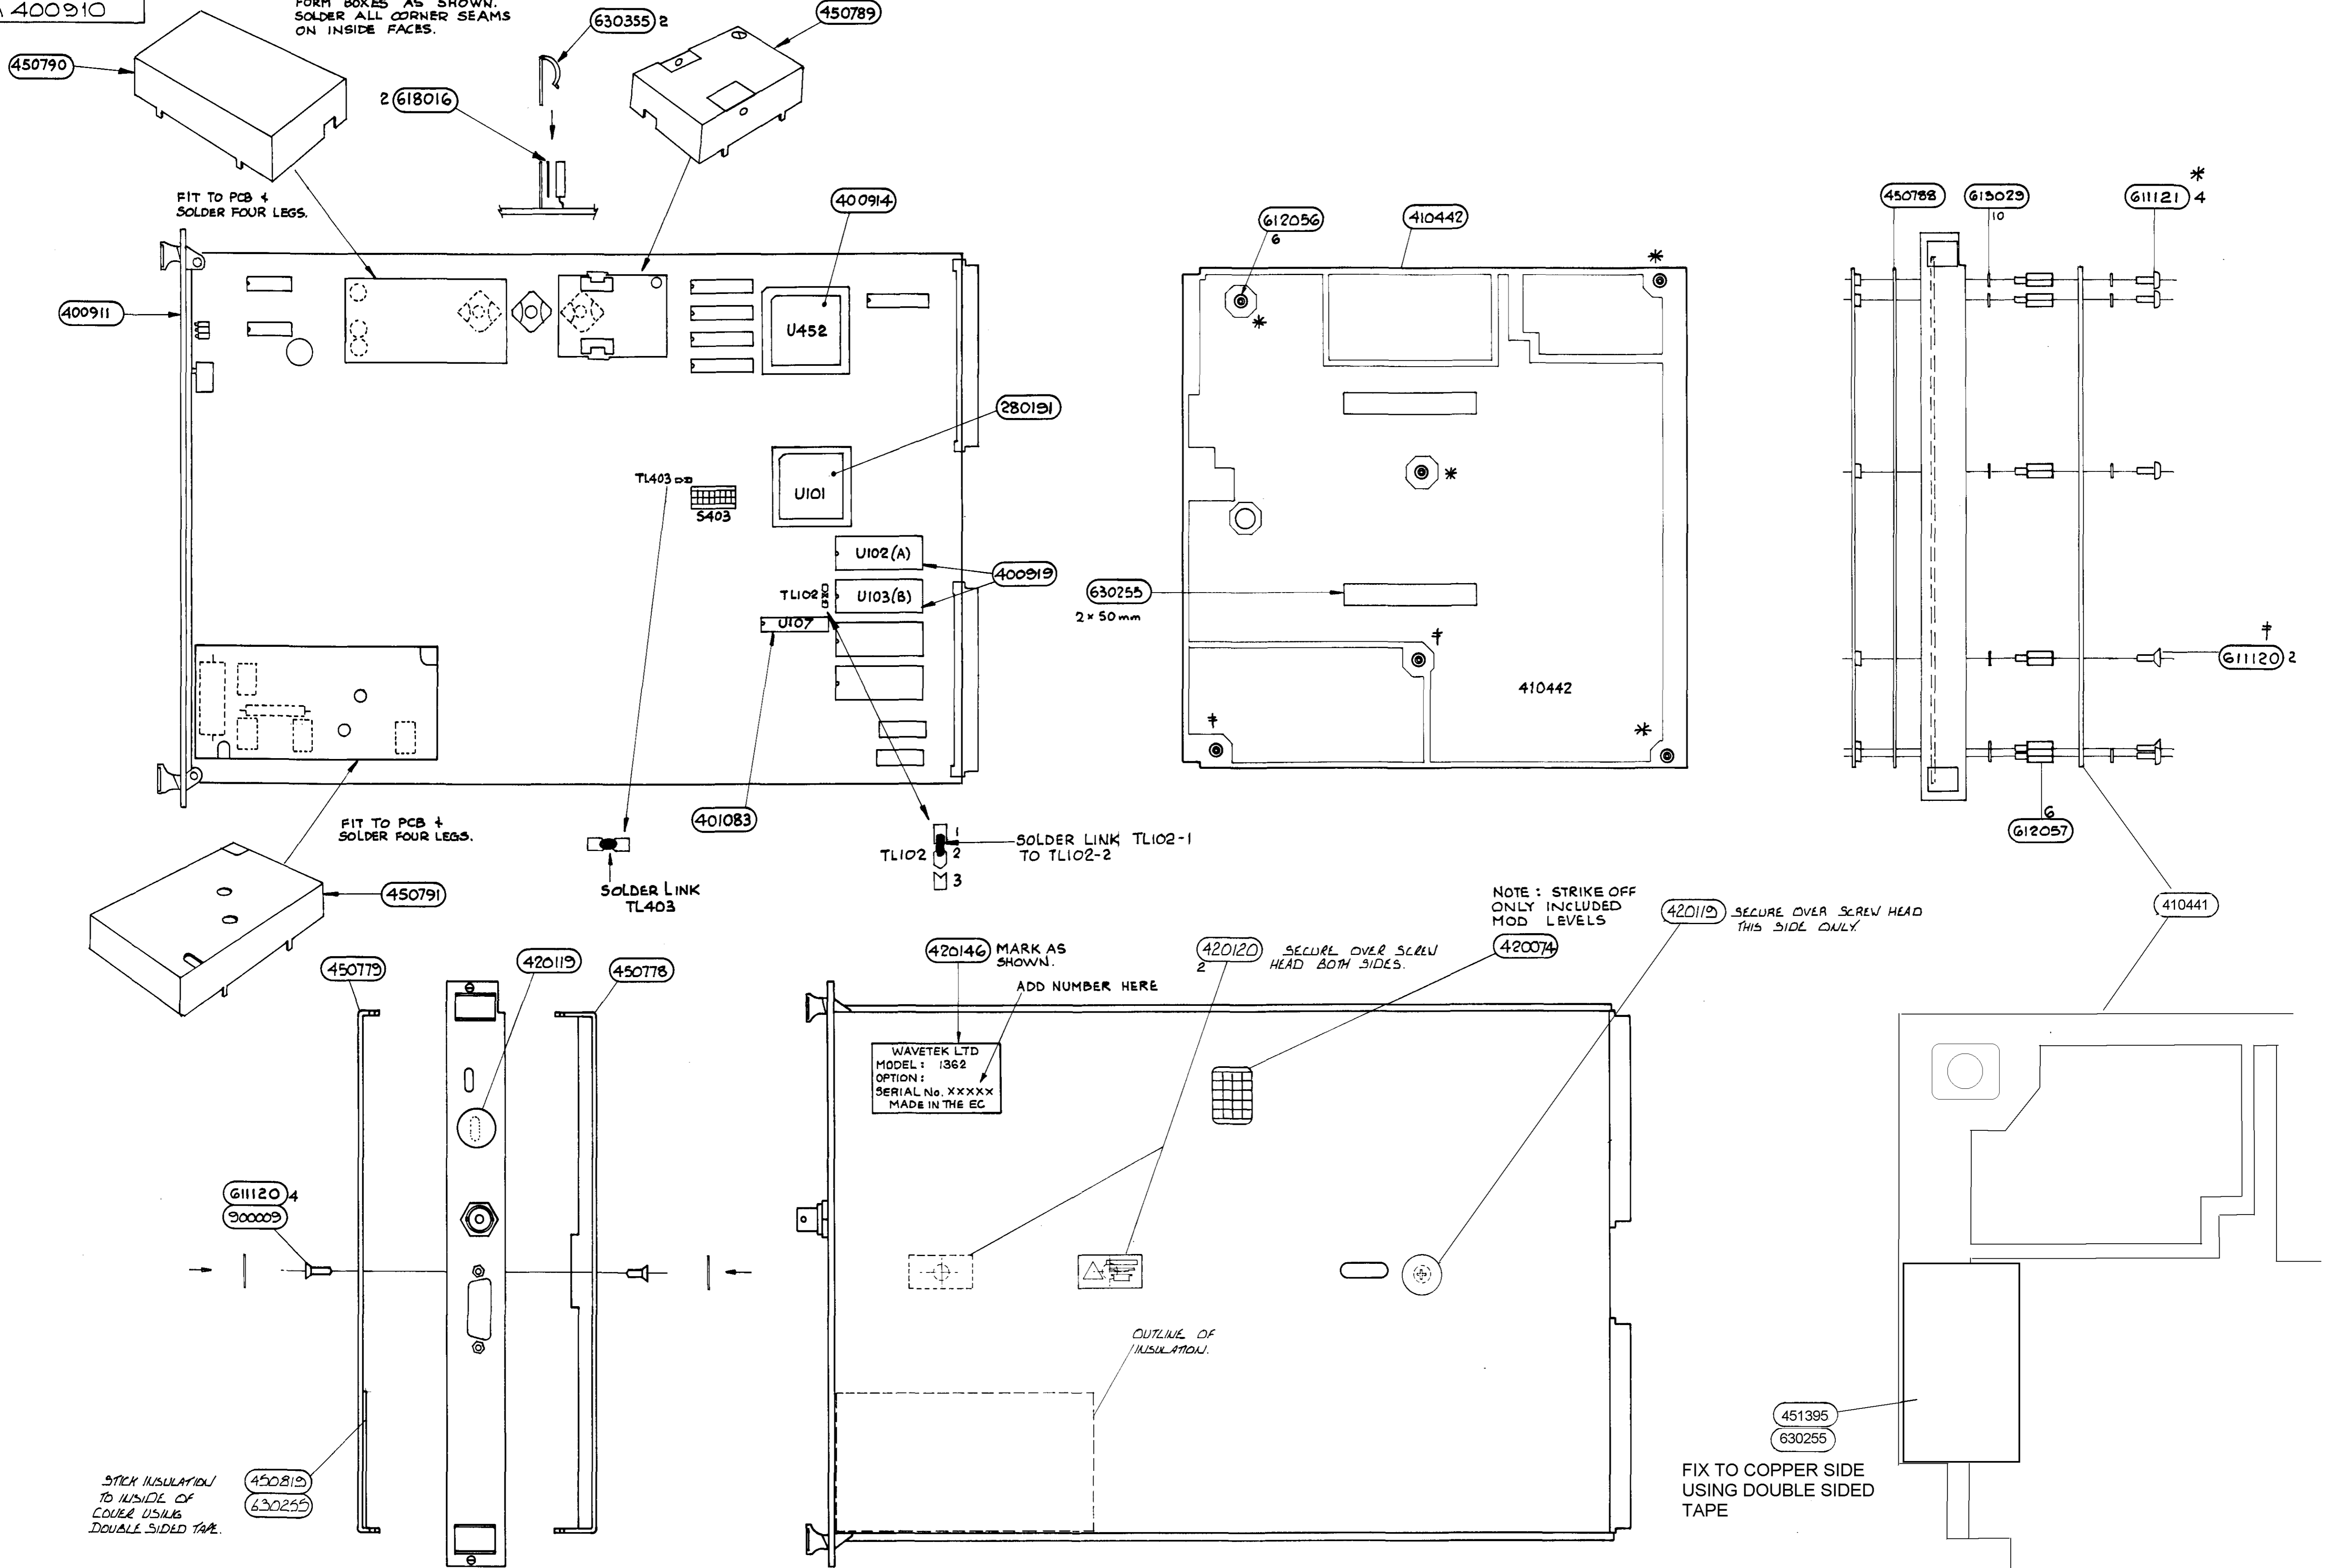 A 400910
FORM BOXES AS SHOWN.
SOLDER ALL CORNER SEAMS
ON INSIDE FACES.
450790
630355 2
2 618016
450789
FIT TO PCB &
SOLDER FOUR LEGS.
400914
400911
U452
280191
U101
TL403
S403
U102(A)
U103(B)
400919
TL102
U107
401083
FIT TO PCB &
SOLDER FOUR LEGS.
450791
SOLDER LINK
TL403
TL102
1
2
3
SOLDER LINK TL102-1
TO TL102-2
612056
6
410442
*
*
*
630255
2 x 50mm
‡
‡
410442
*
450788
613029
10
*
611121 4
‡
611120 2
6
612057
410441
450779
420119
450778
611120 4
900009
STICK INSULATION
TO INSIDE OF
COVER USING
DOUBLE SIDED TAPE.
450819
630255
420146 MARK AS
SHOWN.
ADD NUMBER HERE
420120
2
SECURE OVER SCREW
HEAD BOTH SIDES.
NOTE : STRIKE OFF
ONLY INCLUDED
MOD LEVELS
420074
420119 SECURE OVER SCREW HEAD
THIS SIDE ONLY.
WAVETEK LTD
MODEL : 1362
OPTION :
SERIAL No. XXXXX
MADE IN THE EC
OUTLINE OF
INSULATION.
451395
630255
FIX TO COPPER SIDE
USING DOUBLE SIDED
TAPE